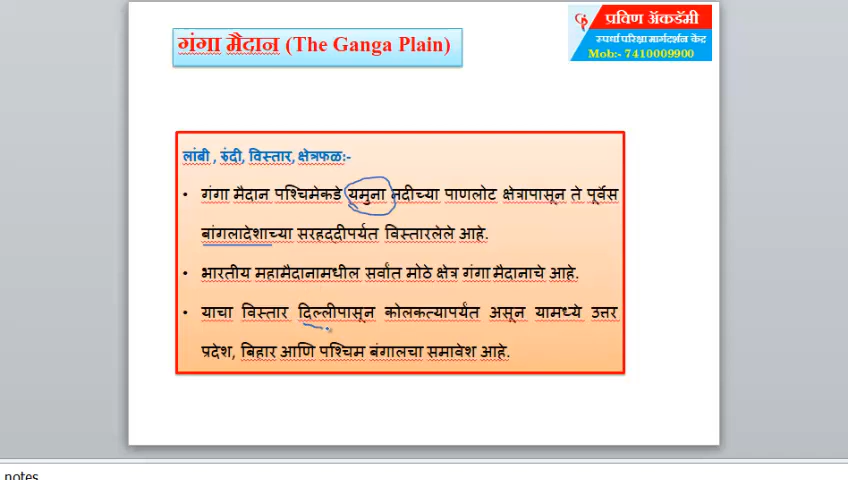 गंगा मैदान (The Ganga Plain)
प्रविण ॲकॅडमी
स्पर्धा परिक्षा मार्गदर्शन केंद्र
Mob:- 7410009900
लांबी , रुंदी, विस्तार, क्षेत्रफळ:-
• गंगा मैदान पश्चिमेकडे यमुना नदीच्या पाणलोट क्षेत्रापासून ते पूर्वेस
बांगलादेशाच्या सरहद्दीपर्यंत विस्तारलेले आहे.
• भारतीय महामैदानामधील सर्वांत मोठे क्षेत्र गंगा मैदानाचे आहे.
• याचा विस्तार दिल्लीपासून कोलकत्यापर्यंत असून यामध्ये उत्तर
प्रदेश, बिहार आणि पश्चिम बंगालचा समावेश आहे.
notes